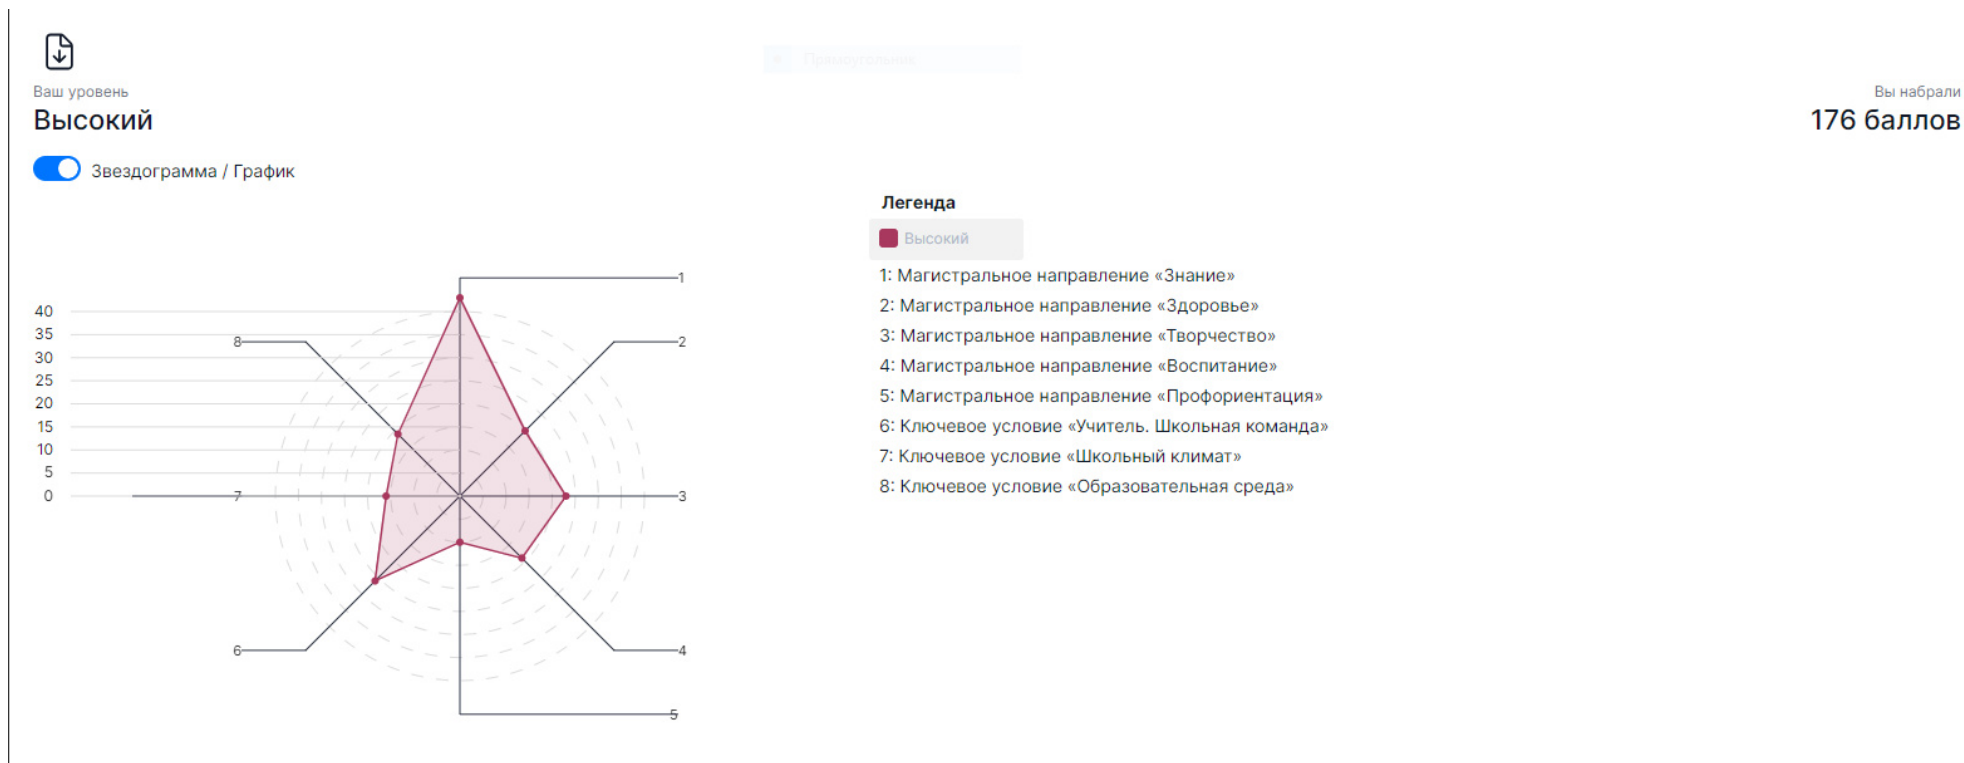 Прямоугольник
Ваш уровень
Высокий
Вы набрали
176 баллов
Звездограмма / График
Легенда
Высокий
1: Магистральное направление «Знание»
2: Магистральное направление «Здоровье»
3: Магистральное направление «Творчество»
4: Магистральное направление «Воспитание»
5: Магистральное направление «Профориентация»
6: Ключевое условие «Учитель. Школьная команда»
7: Ключевое условие «Школьный климат»
8: Ключевое условие «Образовательная среда»
40
35
30
25
20
15
10
5
0
1
2
3
4
5
6
7
8